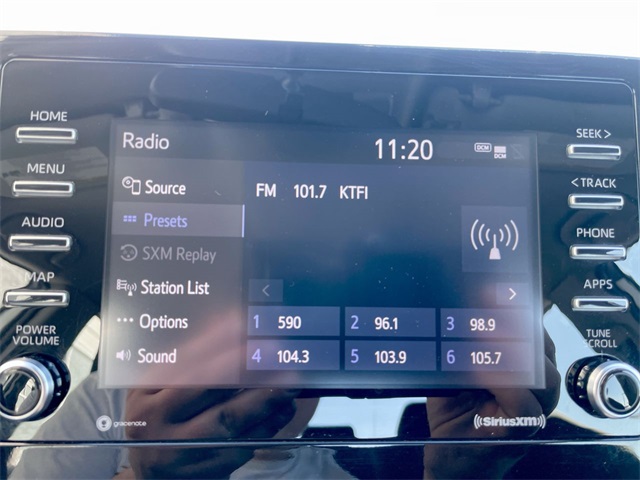 HOME
MENU
AUDIO
MAP
POWER
VOLUME
Radio
11:20
DCM
DCM
Source
Presets
SXM Replay
Station List
Options
Sound
FM 101.7 KTFI
<
>
1 590
2 96.1
3 98.9
4 104.3
5 103.9
6 105.7
SEEK >
< TRACK
PHONE
APPS
TUNE
SCROLL
gracenote
((SiriusXM))